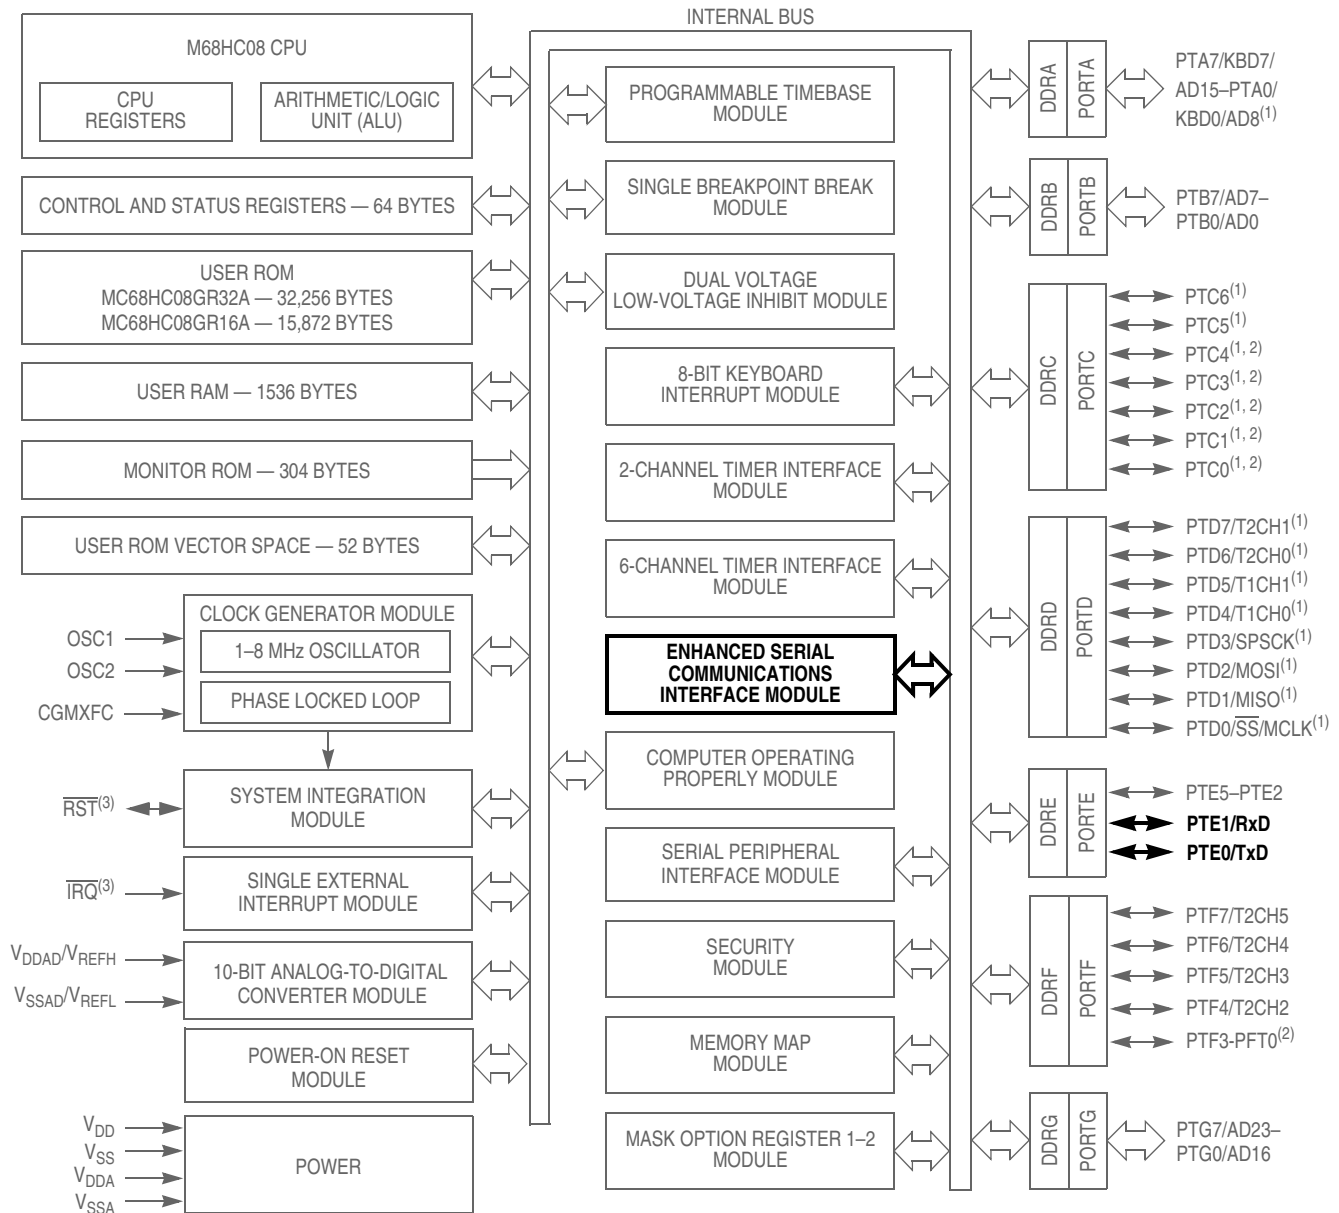 INTERNAL BUS
M68HC08 CPU
CPU
REGISTERS
ARITHMETIC/LOGIC
UNIT (ALU)
CONTROL AND STATUS REGISTERS — 64 BYTES
USER ROM
MC68HC08GR32A — 32,256 BYTES
MC68HC08GR16A — 15,872 BYTES
USER RAM — 1536 BYTES
MONITOR ROM — 304 BYTES
USER ROM VECTOR SPACE — 52 BYTES
CLOCK GENERATOR MODULE
1–8 MHz OSCILLATOR
PHASE LOCKED LOOP
OSC1
OSC2
CGMXFC
SYSTEM INTEGRATION
MODULE
RST(3)
SINGLE EXTERNAL
INTERRUPT MODULE
IRQ(3)
10-BIT ANALOG-TO-DIGITAL
CONVERTER MODULE
VDDAD/VREFH
VSSAD/VREFL
POWER-ON RESET
MODULE
POWER
VDD
VSS
VDDA
VSSA
PROGRAMMABLE TIMEBASE
MODULE
SINGLE BREAKPOINT BREAK
MODULE
DUAL VOLTAGE
LOW-VOLTAGE INHIBIT MODULE
8-BIT KEYBOARD
INTERRUPT MODULE
2-CHANNEL TIMER INTERFACE
MODULE
6-CHANNEL TIMER INTERFACE
MODULE
ENHANCED SERIAL
COMMUNICATIONS
INTERFACE MODULE
COMPUTER OPERATING
PROPERLY MODULE
SERIAL PERIPHERAL
INTERFACE MODULE
SECURITY
MODULE
MEMORY MAP
MODULE
MASK OPTION REGISTER 1–2
MODULE
DDRA
PORTA
PTA7/KBD7/
AD15–PTA0/
KBD0/AD8(1)
DDRB
PORTB
PTB7/AD7–
PTB0/AD0
DDRC
PORTC
PTC6(1)
PTC5(1)
PTC4(1, 2)
PTC3(1, 2)
PTC2(1, 2)
PTC1(1, 2)
PTC0(1, 2)
DDRD
PORTD
PTD7/T2CH1(1)
PTD6/T2CH0(1)
PTD5/T1CH1(1)
PTD4/T1CH0(1)
PTD3/SPSCK(1)
PTD2/MOSI(1)
PTD1/MISO(1)
PTD0/SS/MCLK(1)
DDRE
PORTE
PTE5–PTE2
PTE1/RxD
PTE0/TxD
DDRF
PORTF
PTF7/T2CH5
PTF6/T2CH4
PTF5/T2CH3
PTF4/T2CH2
PTF3-PFT0(2)
DDRG
PORTG
PTG7/AD23–
PTG0/AD16